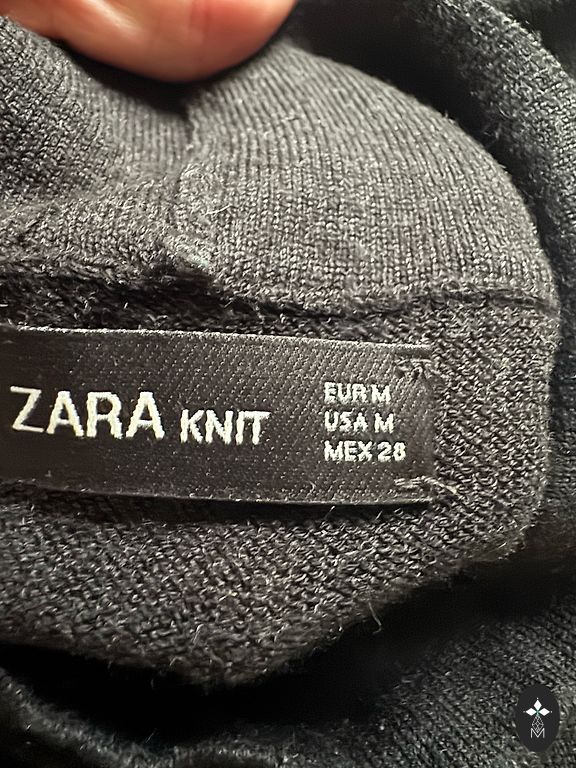 ZARA KNIT
EUR M
USA M
MEX 28